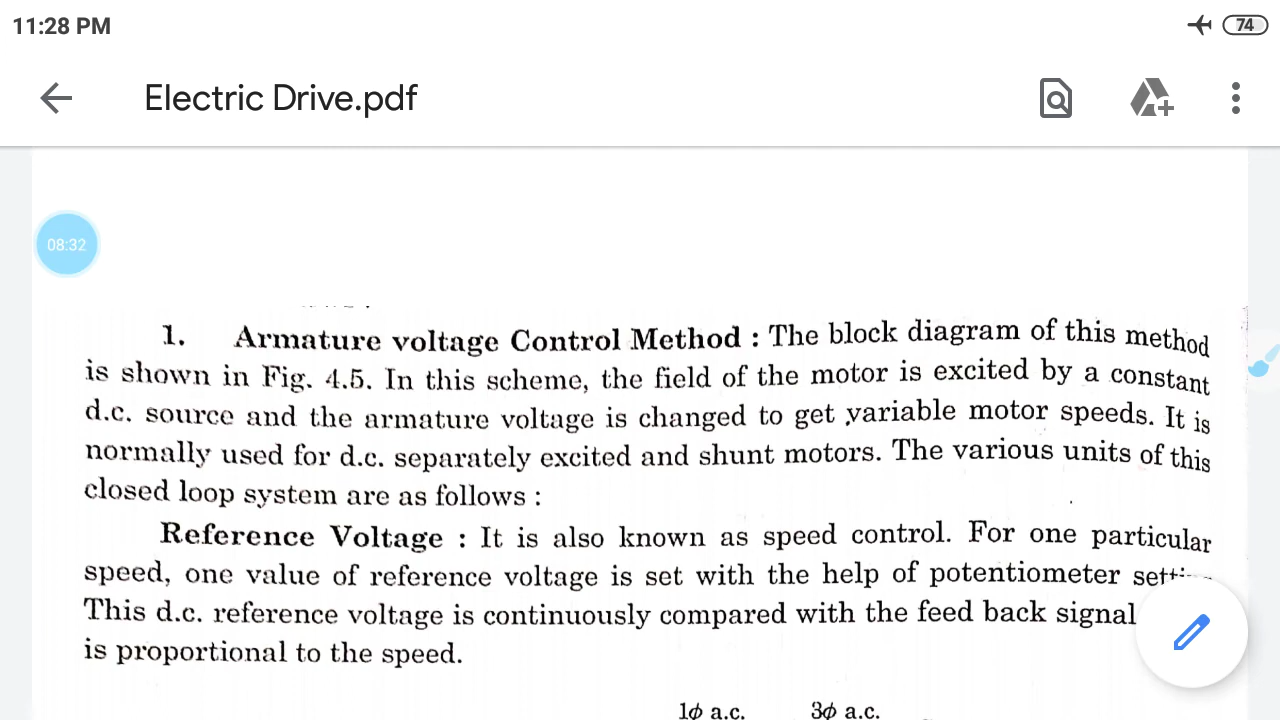 11:28 PM
74
Electric Drive.pdf
08:32
1. Armature voltage Control Method : The block diagram of this method
is shown in Fig. 4.5. In this scheme, the field of the motor is excited by a constant
d.c. source and the armature voltage is changed to get variable motor speeds. It is
normally used for d.c. separately excited and shunt motors. The various units of this
closed loop system are as follows :
Reference Voltage : It is also known as speed control. For one particular
speed, one value of reference voltage is set with the help of potentiometer
This d.c. reference voltage is continuously compared with the feed back signal
is proportional to the speed.
1ϕ a.c. 3ϕ a.c.